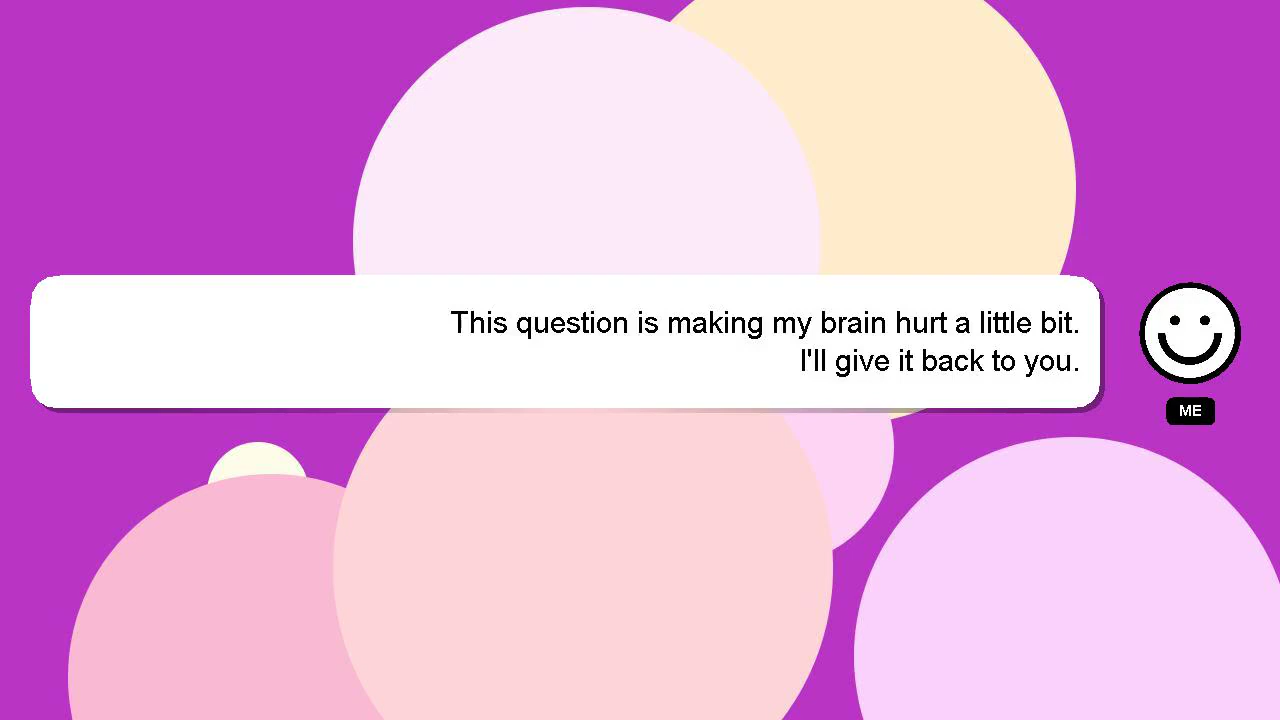 This question is making my brain hurt a little bit.
I'll give it back to you.
ME